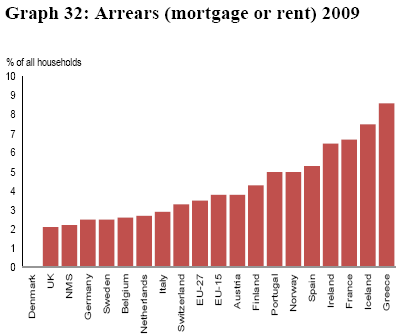 Graph 32: Arrears (mortgage or rent) 2009
% of all households
10
9
8
7
6
5
4
3
2
1
0
Denmark
UK
NMS
Germany
Sweden
Belgium
Netherlands
Italy
Switzerland
EU-27
EU-15
Austria
Finland
Portugal
Norway
Spain
Ireland
France
Iceland
Greece